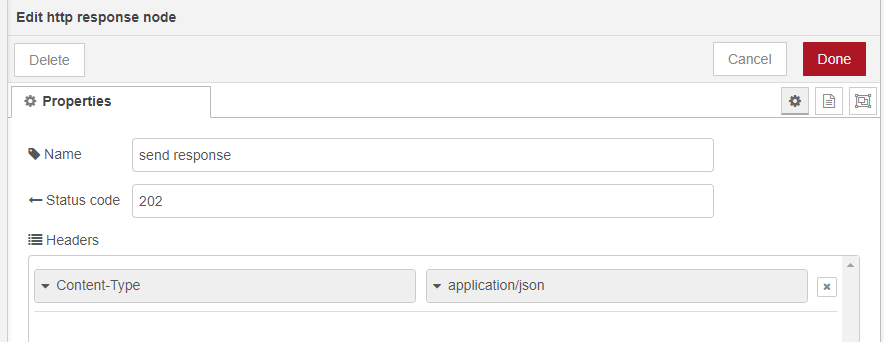 Edit http response node
Delete
Cancel
Done
Properties
Name
send response
Status code
202
Headers
Content-Type
application/json